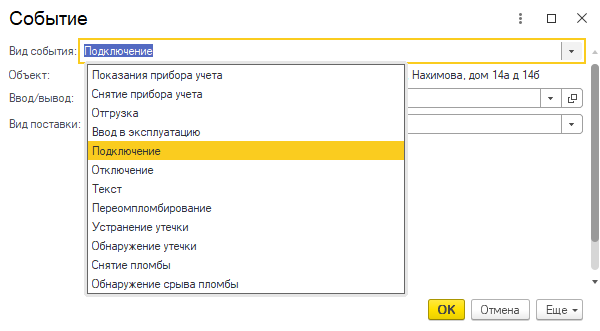 Событие
Вид события: Подключение
Объект: Нахимова, дом 14а д 14б
Ввод/вывод:
Вид поставки:
Показания прибора учета
Снятие прибора учета
Отгрузка
Ввод в эксплуатацию
Подключение
Отключение
Текст
Переопломбирование
Устранение утечки
Обнаружение утечки
Снятие пломбы
Обнаружение срыва пломбы
ОК Отмена Еще